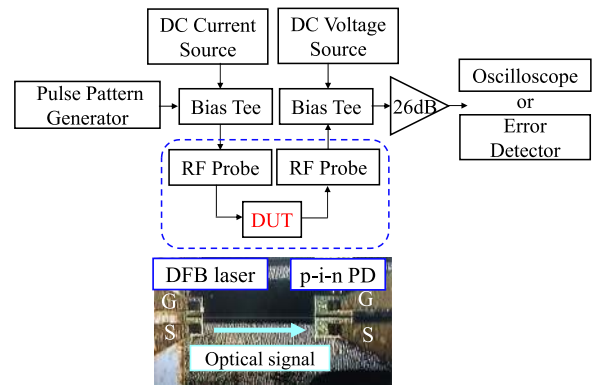 DC Current
Source
DC Voltage
Source
Pulse Pattern
Generator
Bias Tee
Bias Tee
26dB
Oscilloscope
or
Error
Detector
RF Probe
RF Probe
DUT
DFB laser
p-i-n PD
G
G
S
S
Optical signal